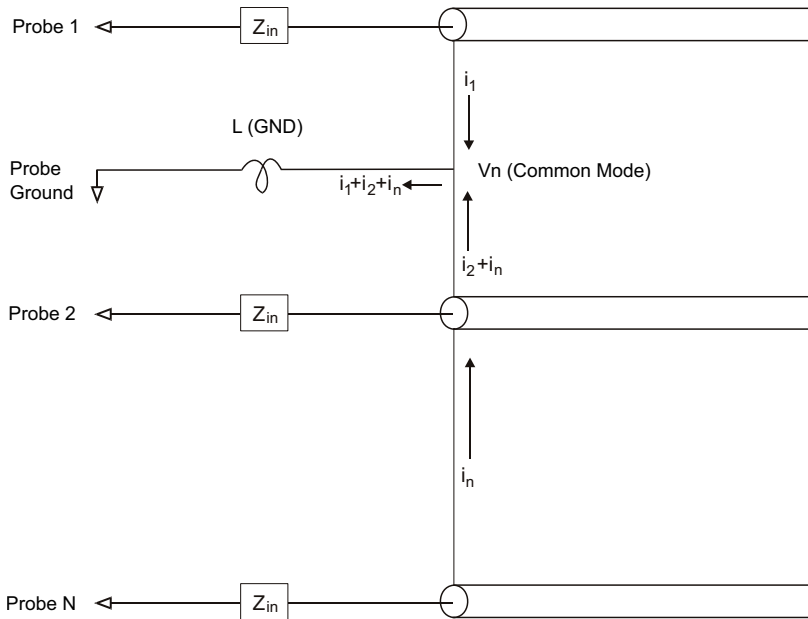 Probe 1
Zin
i1
L (GND)
Probe
Ground
i1+i2+in
Vn (Common Mode)
i2+in
Probe 2
Zin
in
Probe N
Zin